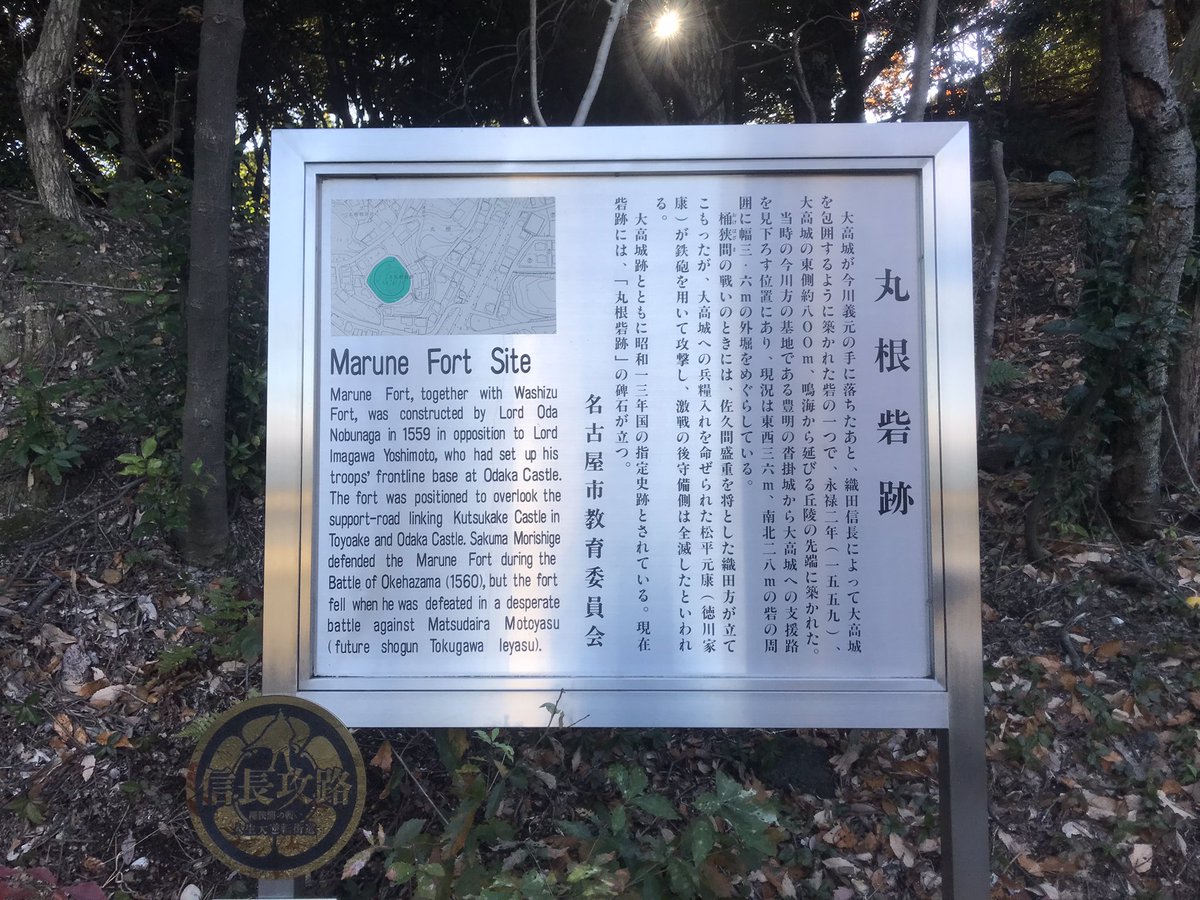 丸根砦跡
大高城が今川義元の手に落ちたあと、織田信長によって大高城
を包囲するように築かれた砦の一つで、永禄二年（一五五九）、
大高城の東側約八〇〇m、鳴海から延びる丘陵の先端に築かれた。
当時の今川方の基地である豊明の沓掛城から大高城への支援路
を見下ろす位置にあり、現況は東西三六m、南北二八mの砦の周
囲に幅三・六mの外堀をめぐらしている。
桶狭間の戦いのときには、佐久間盛重を将とした織田方が立て
こもったが、大高城への兵糧入れを命ぜられた松平元康（徳川家
康）が鉄砲を用いて攻撃し、激戦の後守備側は全滅したといわれ
る。
大高城跡とともに昭和一三年国の指定史跡とされている。現在
砦跡には、「丸根砦跡」の碑石が立つ。
名古屋市教育委員会
Marune Fort Site
Marune Fort, together with Washizu
Fort, was constructed by Lord Oda
Nobunaga in 1559 in opposition to Lord
Imagawa Yoshimoto, who had set up his
troops' frontline base at Odaka Castle.
The fort was positioned to overlook the
support-road linking Kutsukake Castle in
Toyoake and Odaka Castle. Sakuma Morishige
defended the Marune Fort during the
Battle of Okehazama (1560), but the fort
fell when he was defeated in a desperate
battle against Matsudaira Motoyasu
(future shogun Tokugawa Ieyasu).
信長攻路